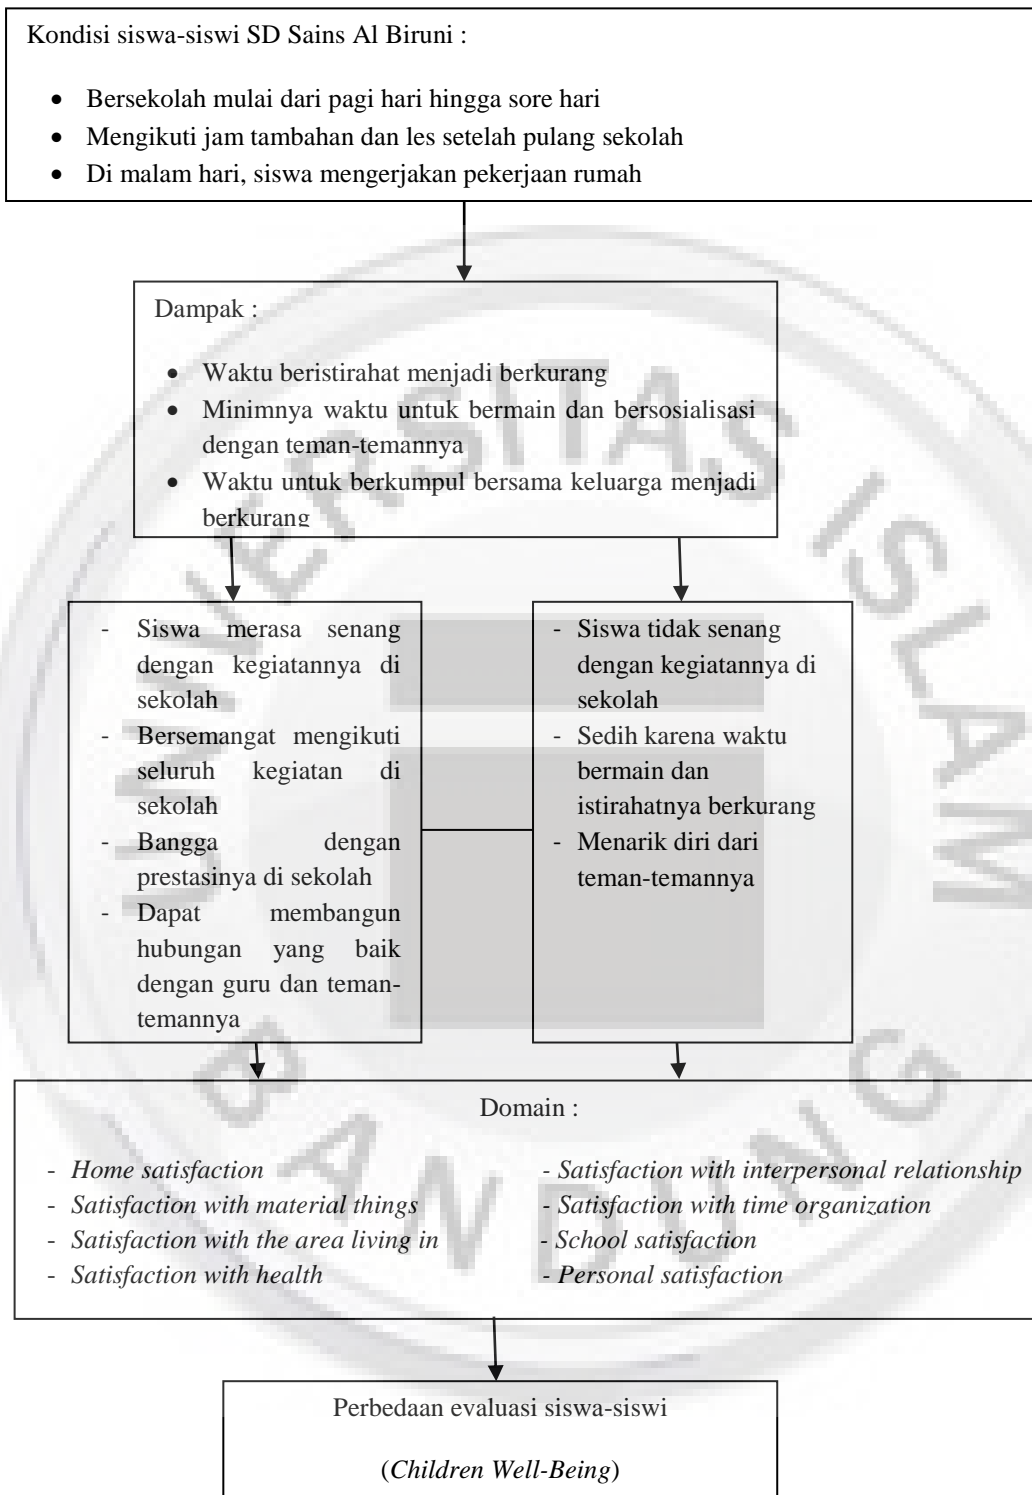 Kondisi siswa-siswi SD Sains Al Biruni :
• Bersekolah mulai dari pagi hari hingga sore hari
• Mengikuti jam tambahan dan les setelah pulang sekolah
• Di malam hari, siswa mengerjakan pekerjaan rumah
Dampak :
• Waktu beristirahat menjadi berkurang
• Minimnya waktu untuk bermain dan bersosialisasi
dengan teman-temannya
• Waktu untuk berkumpul bersama keluarga menjadi
berkurang
- Siswa merasa senang
dengan kegiatannya di
sekolah
- Bersemangat mengikuti
seluruh kegiatan di
sekolah
- Bangga dengan
prestasinya di sekolah
- Dapat membangun
hubungan yang baik
dengan guru dan teman-
temannya
- Siswa tidak senang
dengan kegiatannya di
sekolah
- Sedih karena waktu
bermain dan
istirahatnya berkurang
- Menarik diri dari
teman-temannya
Domain :
- Home satisfaction
- Satisfaction with material things
- Satisfaction with the area living in
- Satisfaction with health
- Satisfaction with interpersonal relationship
- Satisfaction with time organization
- School satisfaction
- Personal satisfaction
Perbedaan evaluasi siswa-siswi
(Children Well-Being)
UNIVERSITAS ISLAM
BANDUNG